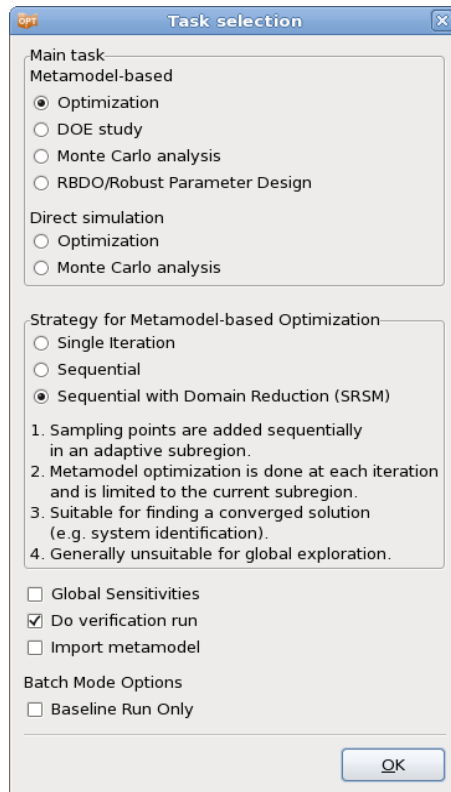 OPT
Task selection
Main task
Metamodel-based
Optimization
DOE study
Monte Carlo analysis
RBDO/Robust Parameter Design
Direct simulation
Optimization
Monte Carlo analysis
Strategy for Metamodel-based Optimization
Single Iteration
Sequential
Sequential with Domain Reduction (SRSM)
1. Sampling points are added sequentially
in an adaptive subregion.
2. Metamodel optimization is done at each iteration
and is limited to the current subregion.
3. Suitable for finding a converged solution
(e.g. system identification).
4. Generally unsuitable for global exploration.
Global Sensitivities
Do verification run
Import metamodel
Batch Mode Options
Baseline Run Only
OK